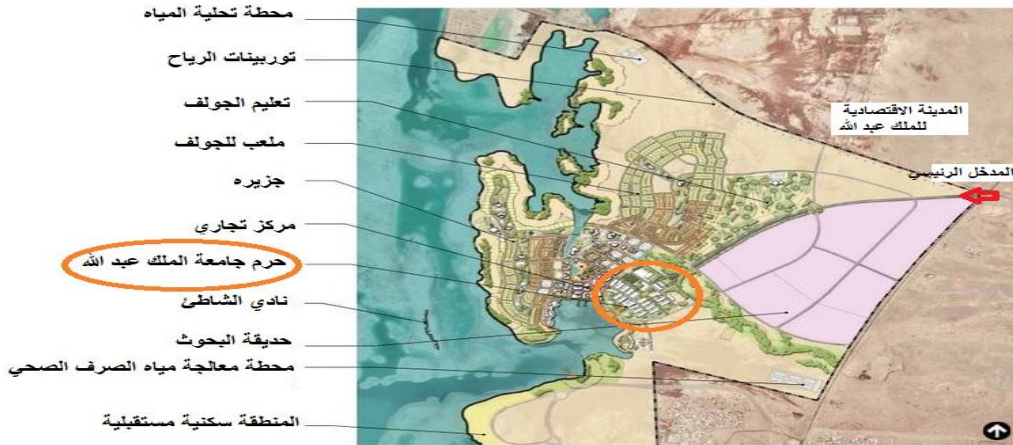 محطة تحلية المياه
توربينات الرياح
تعليم الجولف
ملعب للجولف
جزيره
مركز تجاري
حرم جامعة الملك عبد الله
نادي الشاطئ
حديقة البحوث
محطة معالجة مياه الصرف الصحي
المنطقة سكنية مستقبلية
المدينة الاقتصادية
للملك عبد الله
المدخل الرئيسي